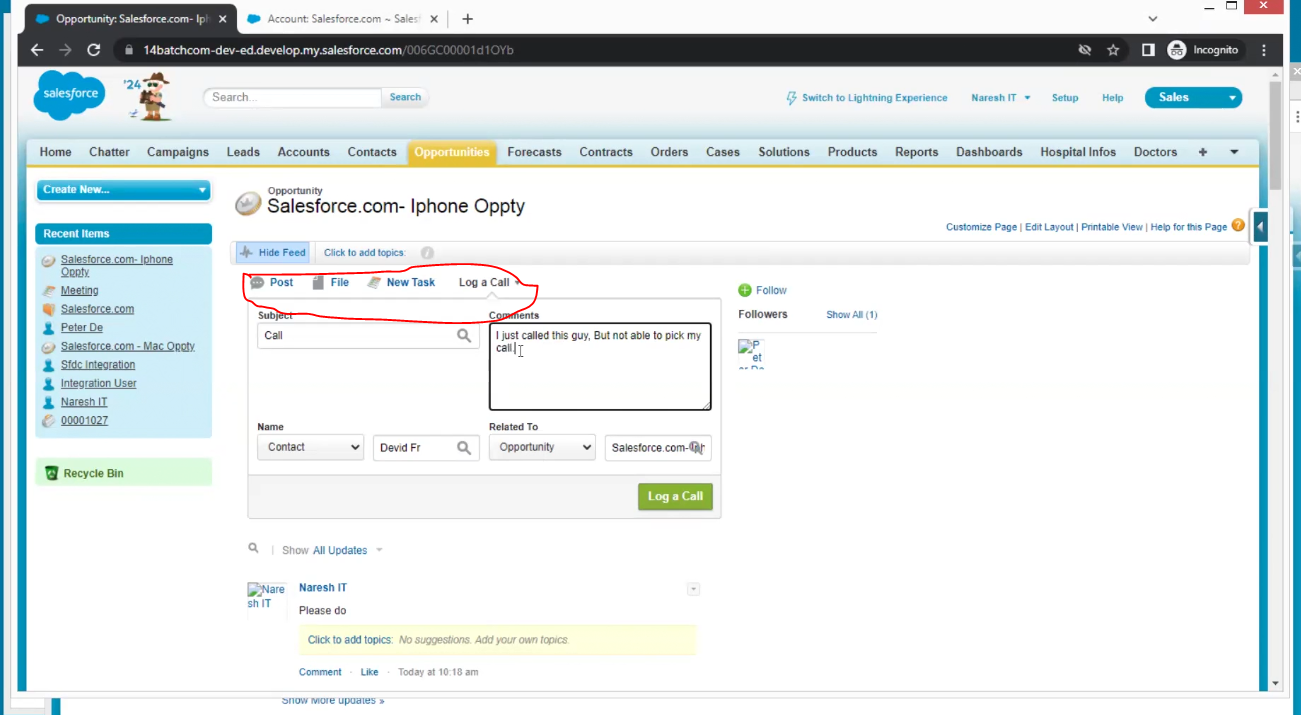 Opportunity: Salesforce.com- Iph
Account: Salesforce.com ~ Sales
14batchcom-dev-ed.develop.my.salesforce.com/006GC00001d1OYb
Incognito
salesforce
'24
Search...
Search
Switch to Lightning Experience
Naresh IT
Setup
Help
Sales
Home
Chatter
Campaigns
Leads
Accounts
Contacts
Opportunities
Forecasts
Contracts
Orders
Cases
Solutions
Products
Reports
Dashboards
Hospital Infos
Doctors
Create New...
Opportunity
Salesforce.com- Iphone Oppty
Customize Page | Edit Layout | Printable View | Help for this Page
Recent Items
Salesforce.com- Iphone
Oppty
Meeting
Salesforce.com
Peter De
Salesforce.com - Mac Oppty
Sfdc Integration
Integration User
Naresh IT
00001027
Recycle Bin
Hide Feed
Click to add topics:
Post
File
New Task
Log a Call
Subject
Call
Comments
I just called this guy, But not able to pick my
call.
Name
Contact
Devid Fr
Related To
Opportunity
Salesforce.com-
Log a Call
Follow
Followers
Show All (1)
P
et
er
Show All Updates
Nare
sh IT
Naresh IT
Please do
Click to add topics: No suggestions. Add your own topics.
Comment · Like · Today at 10:18 am
Show More updates »